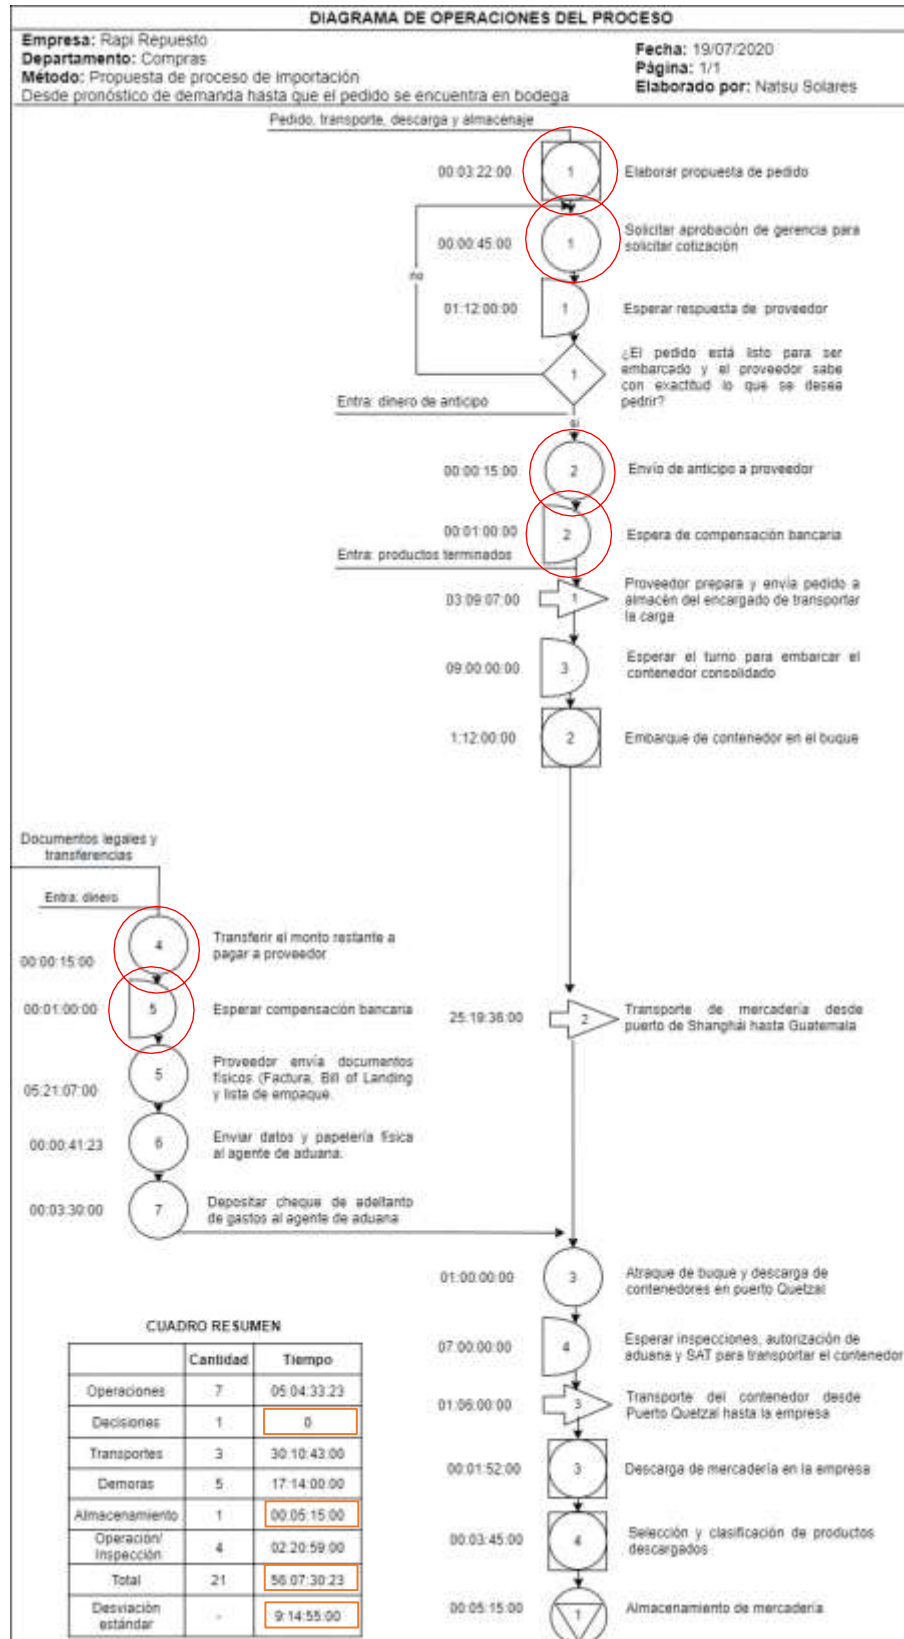 DIAGRAMA DE OPERACIONES DEL PROCESO
Empresa: Rapi Repuesto
Departamento: Compras
Método: Propuesta de proceso de importación
Desde pronóstico de demanda hasta que el pedido se encuentra en bodega
Fecha: 19/07/2020
Página: 1/1
Elaborado por: Natsu Solares
Pedido, transporte, descarga y almacenaje
00:03:22:00
1
Elaborar propuesta de pedido
00:00:45:00
1
Solicitar aprobación de gerencia para
solicitar cotización
no
01:12:00:00
1
Esperar respuesta de proveedor
1
¿El pedido está listo para ser
embarcado y el proveedor sabe
con exactitud lo que se desea
pedrir?
Entra: dinero de anticipo
si
00:00:15:00
2
Envío de anticipo a proveedor
00:01:00:00
2
Espera de compensación bancaria
Entra: productos terminados
03:09:07:00
1
Proveedor prepara y envía pedido a
almacén del encargado de transportar
la carga
09:00:00:00
3
Esperar el turno para embarcar el
contenedor consolidado
1:12:00:00
2
Embarque de contenedor en el buque
Documentos legales y
transferencias
Entra: dinero
00:00:15:00
4
Transferir el monto restante a
pagar a proveedor
00:01:00:00
5
Esperar compensación bancaria
05:21:07:00
5
Proveedor envía documentos
físicos (Factura, Bill of Landing
y lista de empaque.
00:00:41:23
6
Enviar datos y papelería física
al agente de aduana.
00:03:30:00
7
Depositar cheque de adeltanto
de gastos al agente de aduana
25:19:36:00
2
Transporte de mercadería desde
puerto de Shanghái hasta Guatemala
01:00:00:00
3
Atraque de buque y descarga de
contenedores en puerto Quetzal
07:00:00:00
4
Esperar inspecciones, autorización de
aduana y SAT para transportar el contenedor
01:06:00:00
3
Transporte del contenedor desde
Puerto Quetzal hasta la empresa
00:01:52:00
3
Descarga de mercadería en la empresa
00:03:45:00
4
Selección y clasificación de productos
descargados
00:05:15:00
1
Almacenamiento de mercadería
CUADRO RESUMEN
Cantidad Tiempo
Operaciones 7 05:04:33:23
Decisiones 1 0
Transportes 3 30:10:43:00
Demoras 5 17:14:00:00
Almacenamiento 1 00:05:15:00
Operación/
Inspección 4 02:20:59:00
Total 21 56:07:30:23
Desviación
estándar - 9:14:55:00